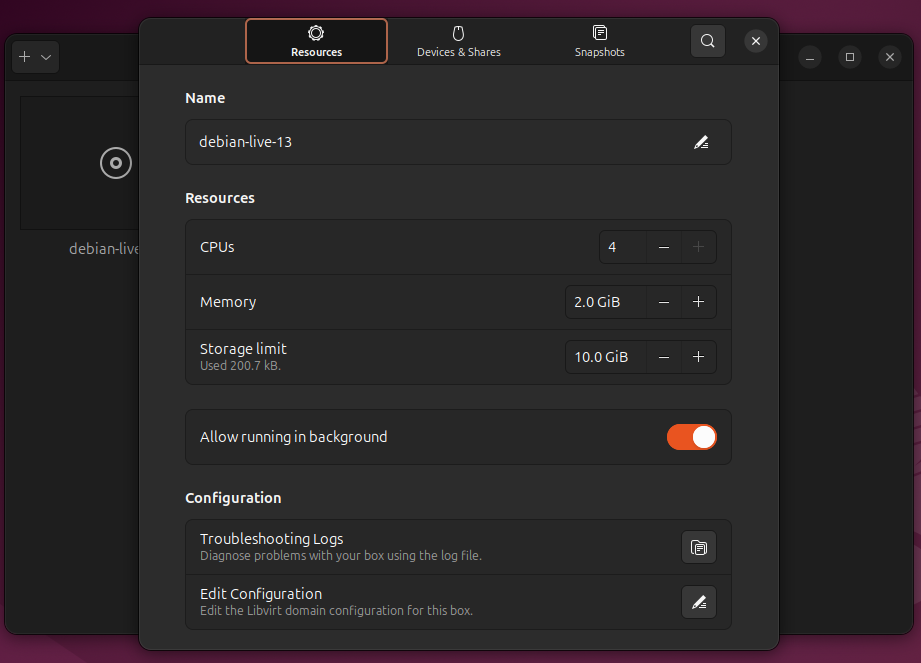 Resources
Devices & Shares
Snapshots
debian-live
Name
debian-live-13
Resources
CPUs
4
Memory
2.0 GiB
Storage limit
Used 200.7 kB.
10.0 GiB
Allow running in background
Configuration
Troubleshooting Logs
Diagnose problems with your box using the log file.
Edit Configuration
Edit the Libvirt domain configuration for this box.